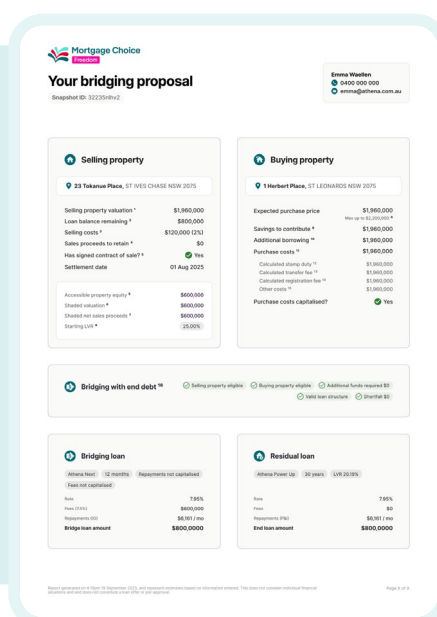 Mortgage Choice
Freedom
Your bridging proposal
Snapshot ID: 32235nlhv2
Emma Waellen
0400 000 000
emma@athena.com.au
Selling property
23 Tokanue Place, ST IVES CHASE NSW 2075
Selling property valuation $1,960,000
Loan balance remaining $800,000
Selling costs $120,000 (2%)
Sales proceeds to retain $0
Has signed contract of sale? Yes
Settlement date 01 Aug 2025
Accessible property equity $600,000
Shaded valuation $600,000
Shaded net sales proceeds $600,000
Starting LVR 25.00%
Buying property
1 Herbert Place, ST LEONARDS NSW 2075
Expected purchase price $1,960,000
Max up to $2,200,000
Savings to contribute $1,960,000
Additional borrowing $1,960,000
Purchase costs $1,960,000
Calculated stamp duty $1,960,000
Calculated transfer fee $1,960,000
Calculated registration fee $1,960,000
Other costs $1,960,000
Purchase costs capitalised? Yes
Bridging with end debt
Selling property eligible
Buying property eligible
Additional funds required $0
Valid loan structure
Shortfall $0
Bridging loan
Athena Next 12 months Repayments not capitalised
Fees not capitalised
Rate 7.95%
Fees $600,000
Repayments (IO) $6,161 / mo
Bridge loan amount $800,0000
Residual loan
Athena Power Up 30 years LVR 20.19%
Rate 7.95%
Fees $0
Repayments (P&I) $6,161 / mo
End loan amount $800,0000